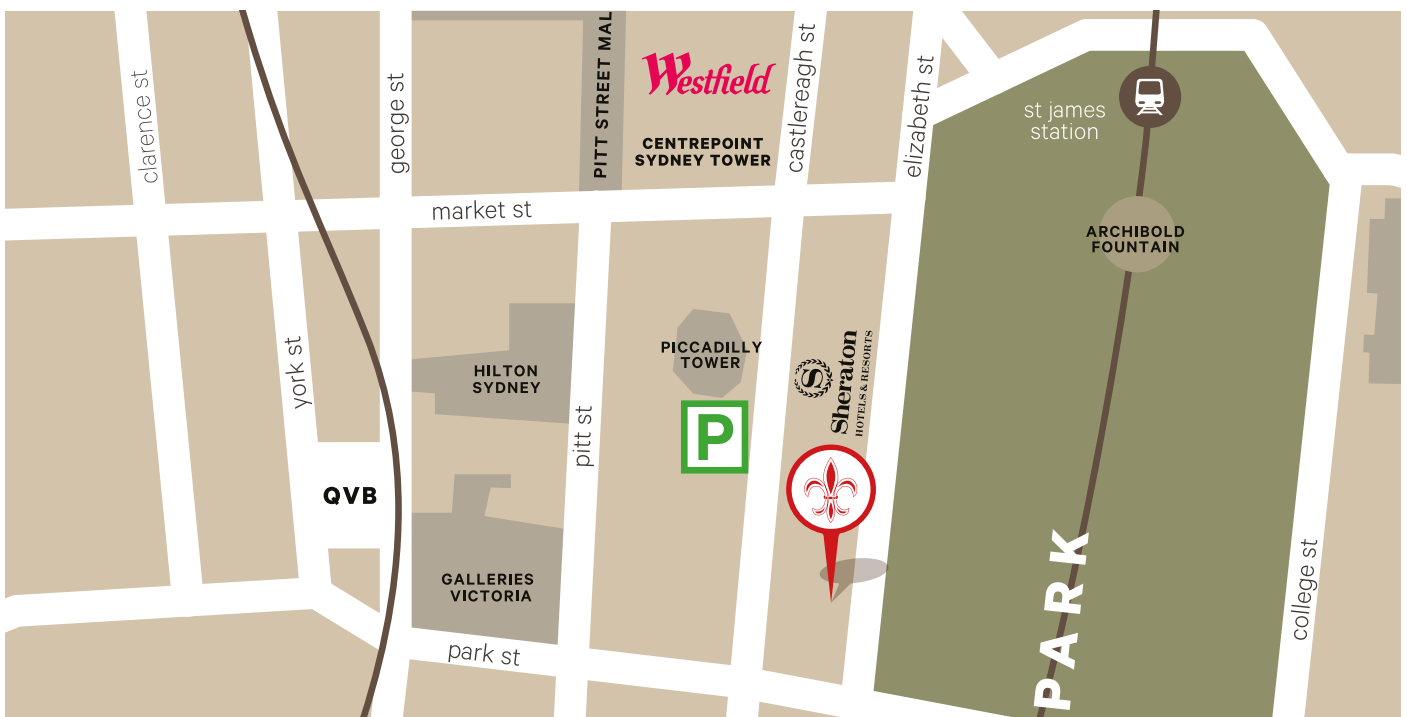 clarence st
george st
PITT STREET MAL
Westfield
CENTREPOINT
SYDNEY TOWER
castlereagh st
elizabeth st
st james
station
market st
ARCHIBOLD
FOUNTAIN
york st
HILTON
SYDNEY
pitt st
PICCADILLY
TOWER
P
S
Sheraton
HOTELS & RESORTS
QVB
GALLERIES
VICTORIA
park st
PARK
college st